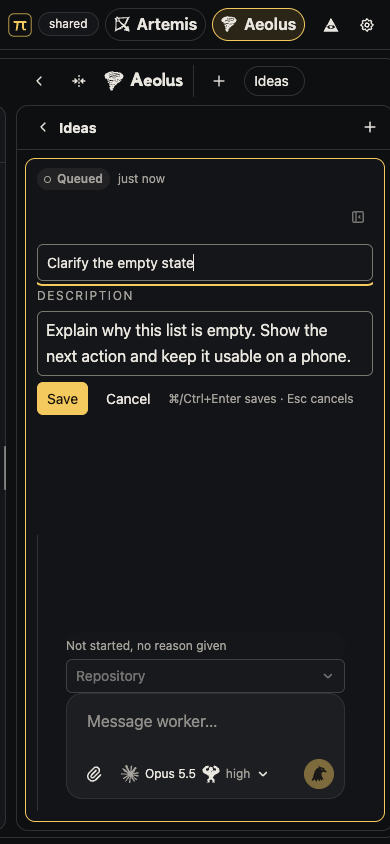 π
shared
Artemis
Aeolus
Aeolus
Ideas
Ideas
Queued just now
Clarify the empty state
DESCRIPTION
Explain why this list is empty. Show the
next action and keep it usable on a phone.
Save Cancel ⌘/Ctrl+Enter saves · Esc cancels
Not started, no reason given
Repository
Message worker...
Opus 5.5 high